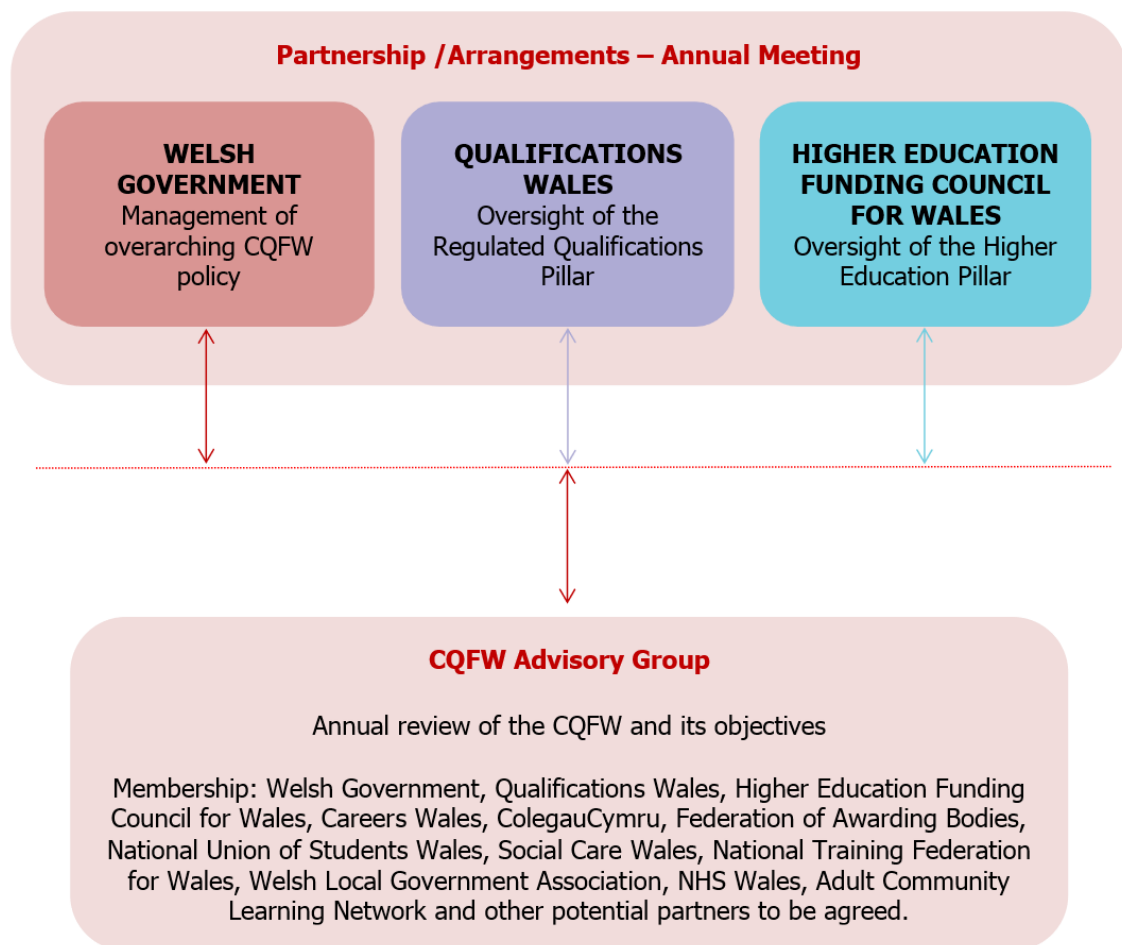 Partnership /Arrangements – Annual Meeting
WELSH
GOVERNMENT
Management of
overarching CQFW
policy
QUALIFICATIONS
WALES
Oversight of the
Regulated Qualifications
Pillar
HIGHER EDUCATION
FUNDING COUNCIL
FOR WALES
Oversight of the Higher
Education Pillar
CQFW Advisory Group
Annual review of the CQFW and its objectives
Membership: Welsh Government, Qualifications Wales, Higher Education Funding
Council for Wales, Careers Wales, ColegauCymru, Federation of Awarding Bodies,
National Union of Students Wales, Social Care Wales, National Training Federation
for Wales, Welsh Local Government Association, NHS Wales, Adult Community
Learning Network and other potential partners to be agreed.